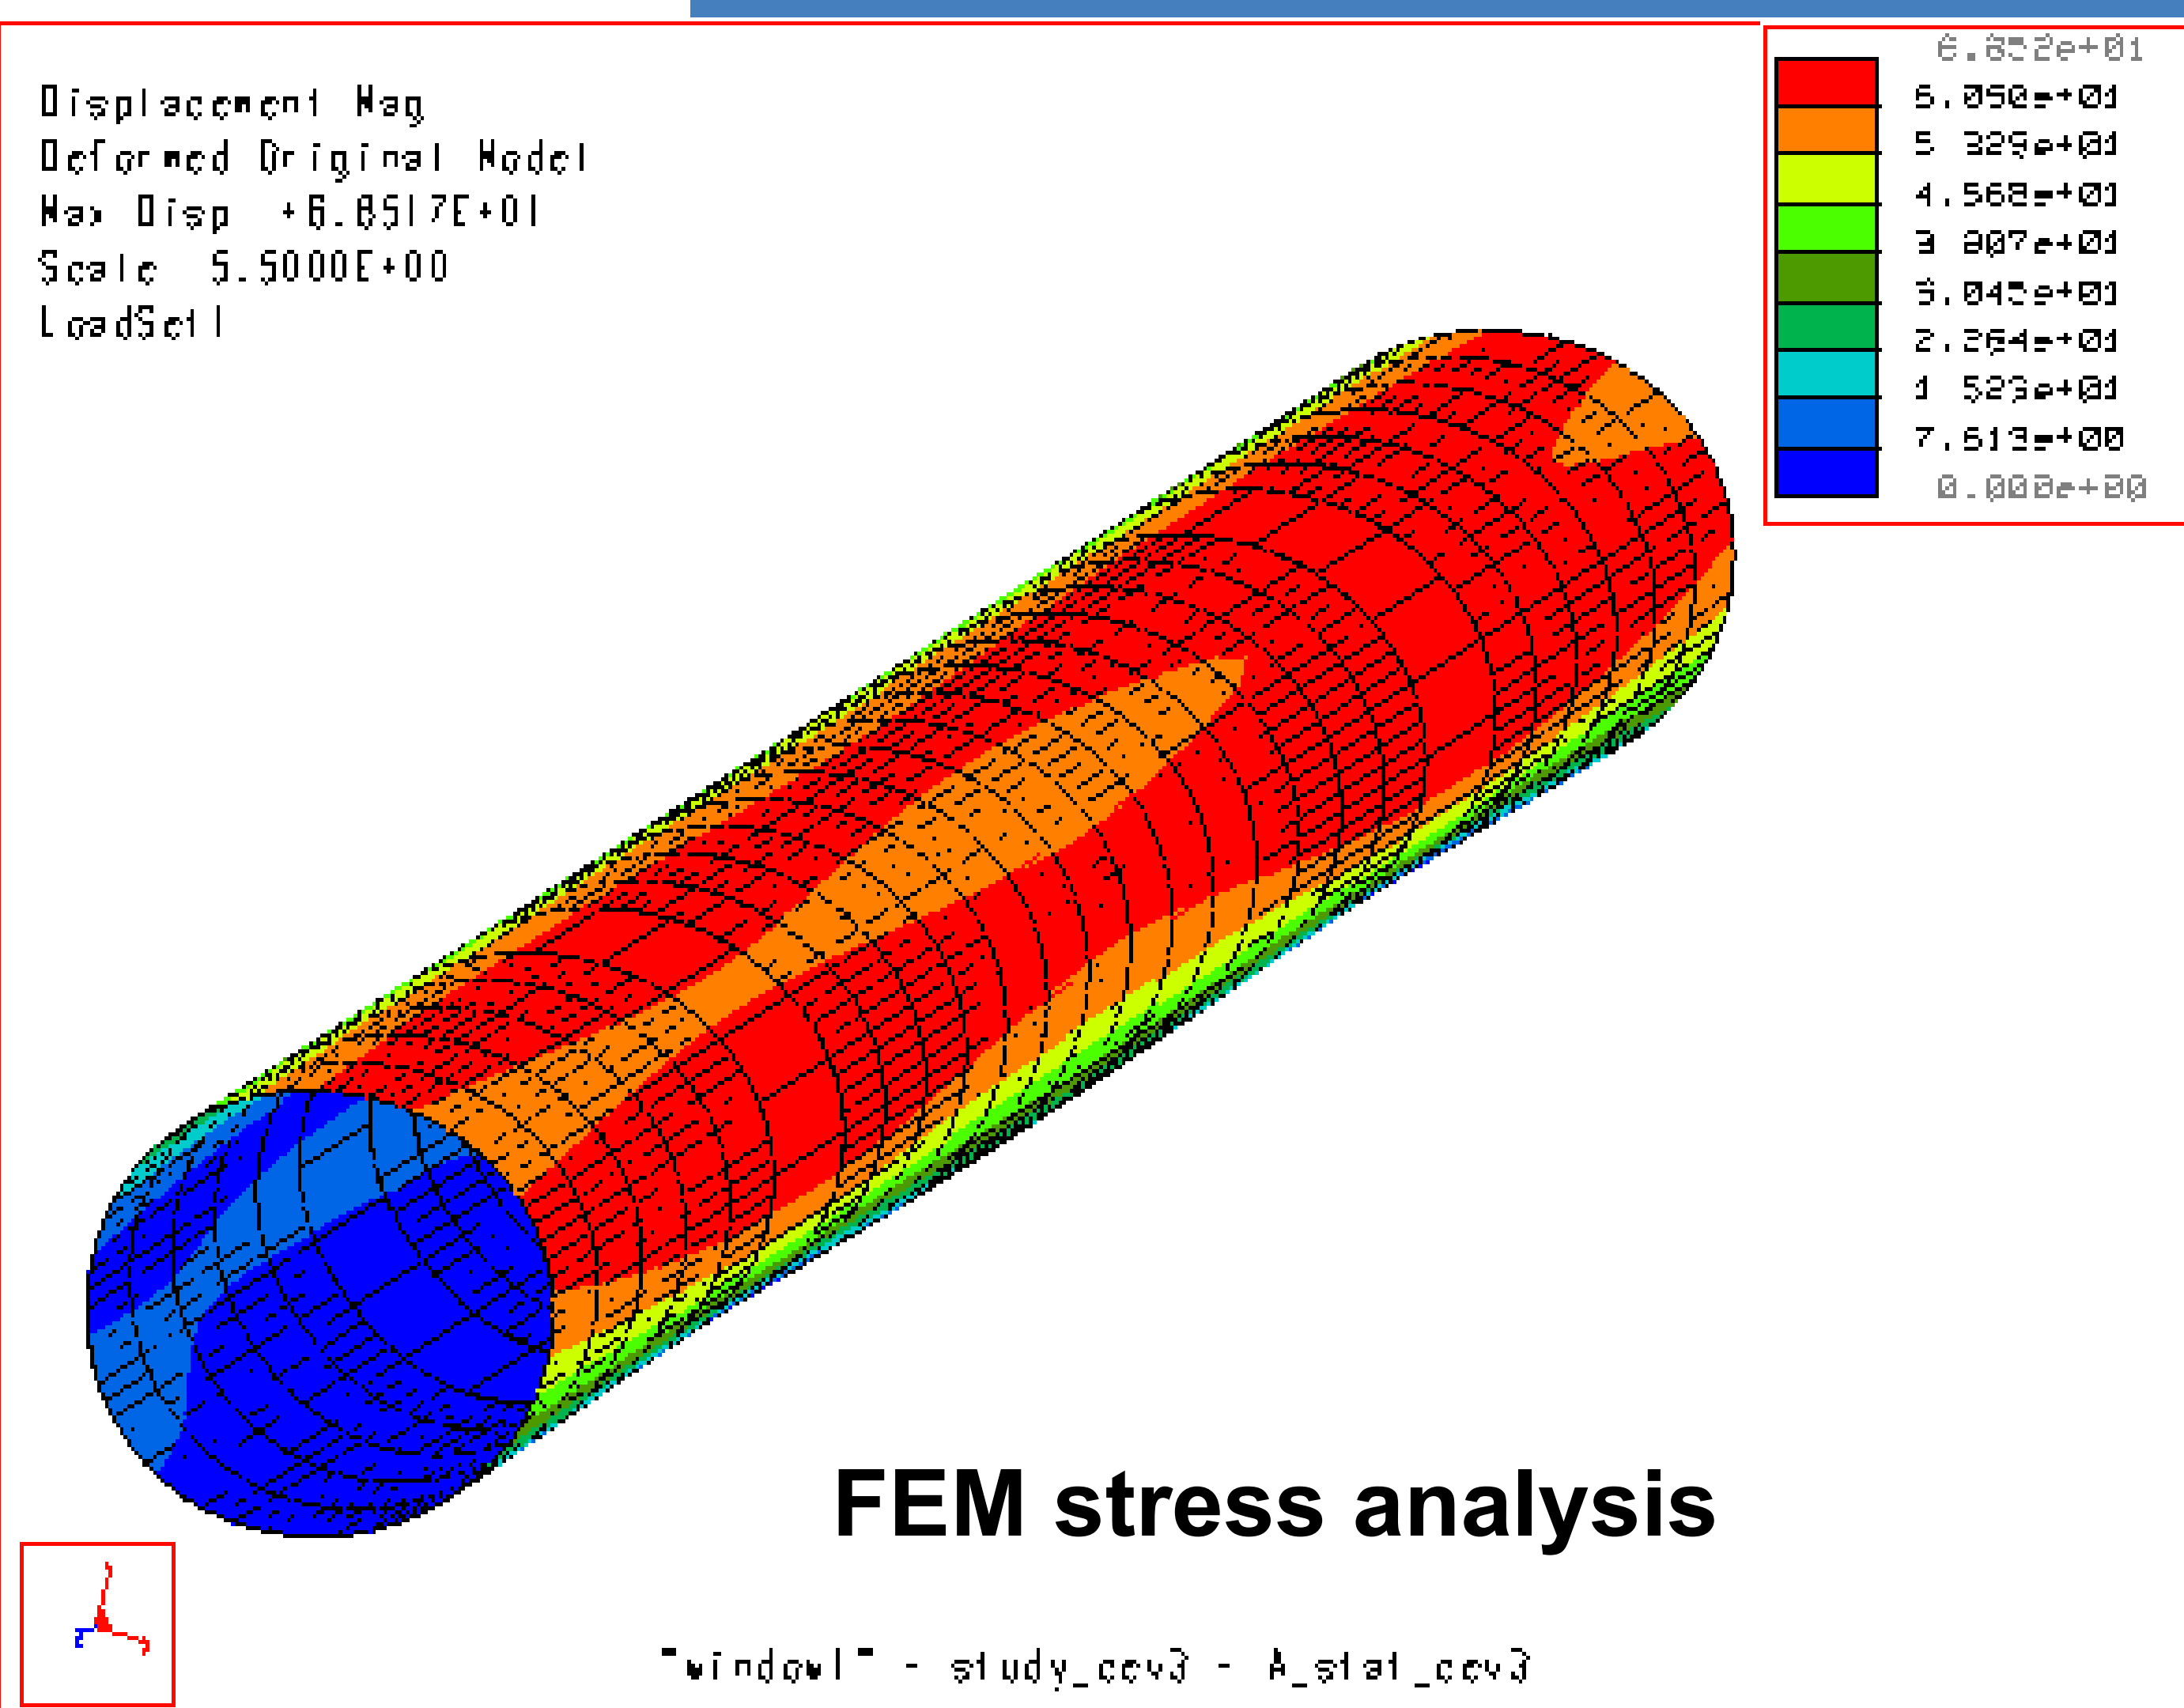 Displacement Mag
Deformed Original Model
Max Disp +6.8517E+01
Scale 5.5000E+00
LoadSet1
6.852e+01
6.090e+01
5 329e+01
4.568e+01
3 807e+01
3.045e+01
2.284e+01
1 523e+01
7.613e+00
0.000e+00
FEM stress analysis
"window1" - study_ccv3 - A_stat_ccv3